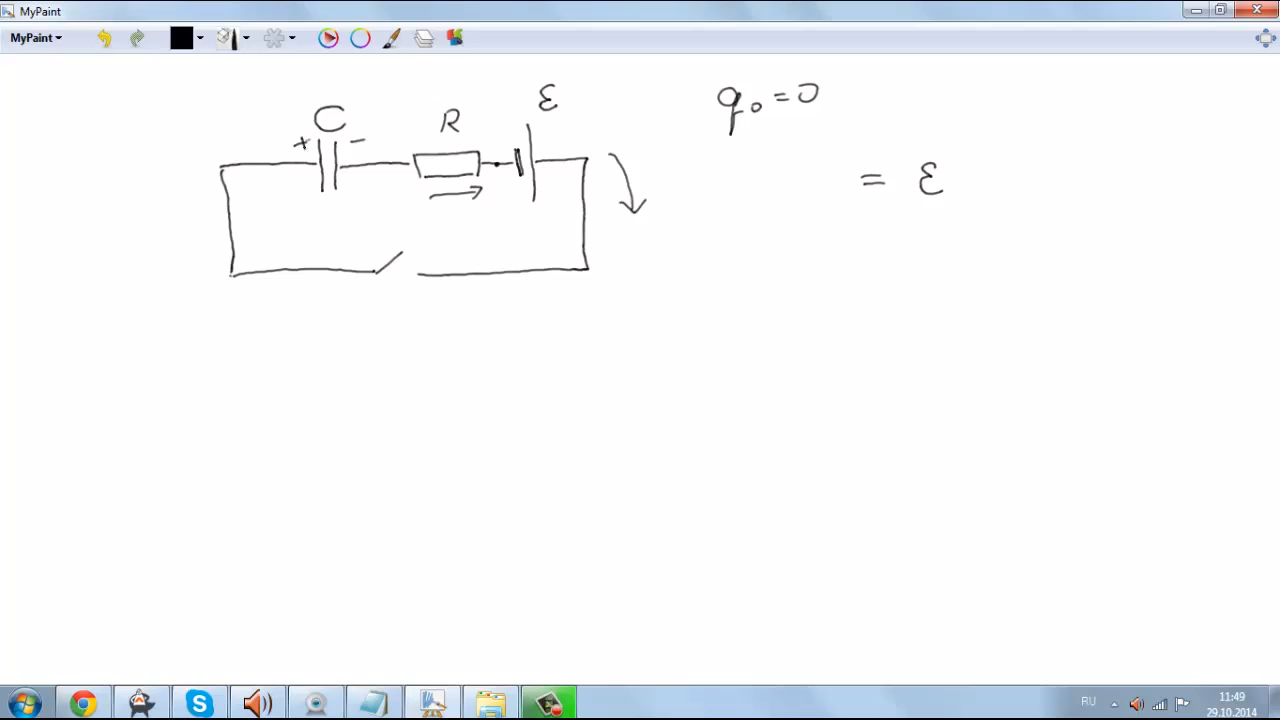 MyPaint
MyPaint
ε
C R q₀ = 0
+ −
= ε
RU 11:49
29.10.2014